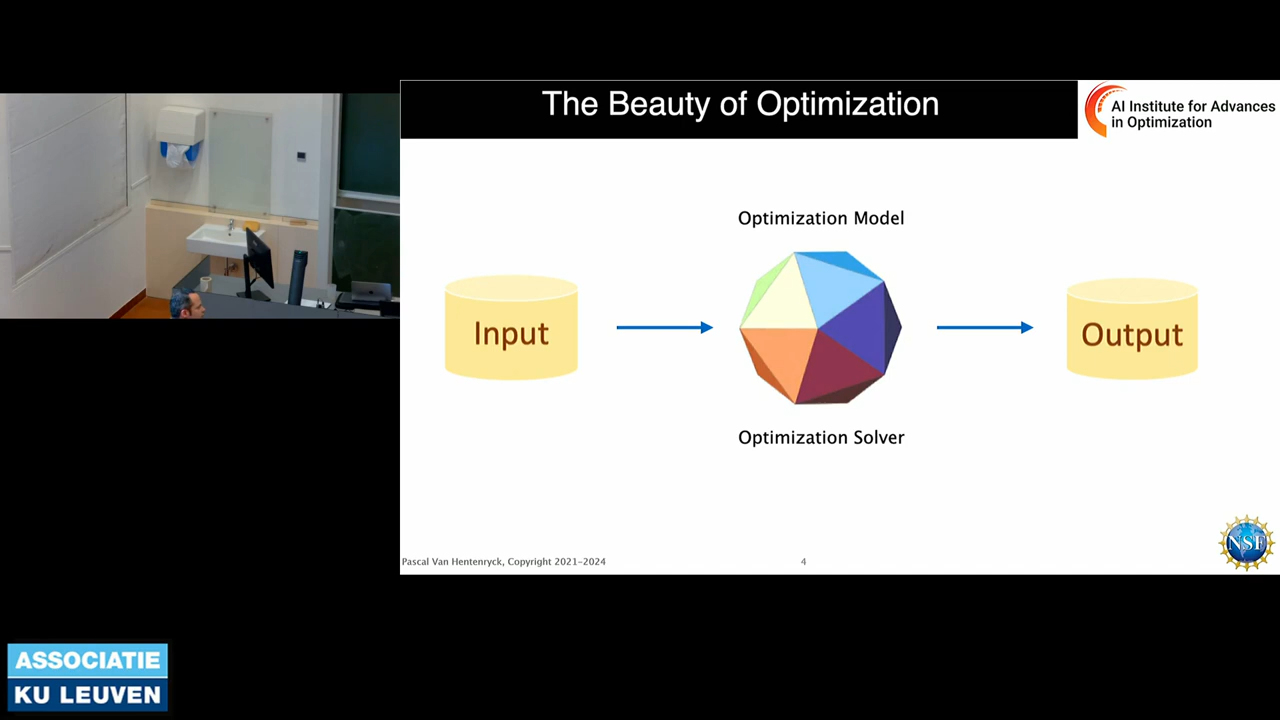 The Beauty of Optimization
AI Institute for Advances
in Optimization
Optimization Model
Input
Output
Optimization Solver
Pascal Van Hentenryck, Copyright 2021-2024
4
NSF
ASSOCIATIE
KU LEUVEN